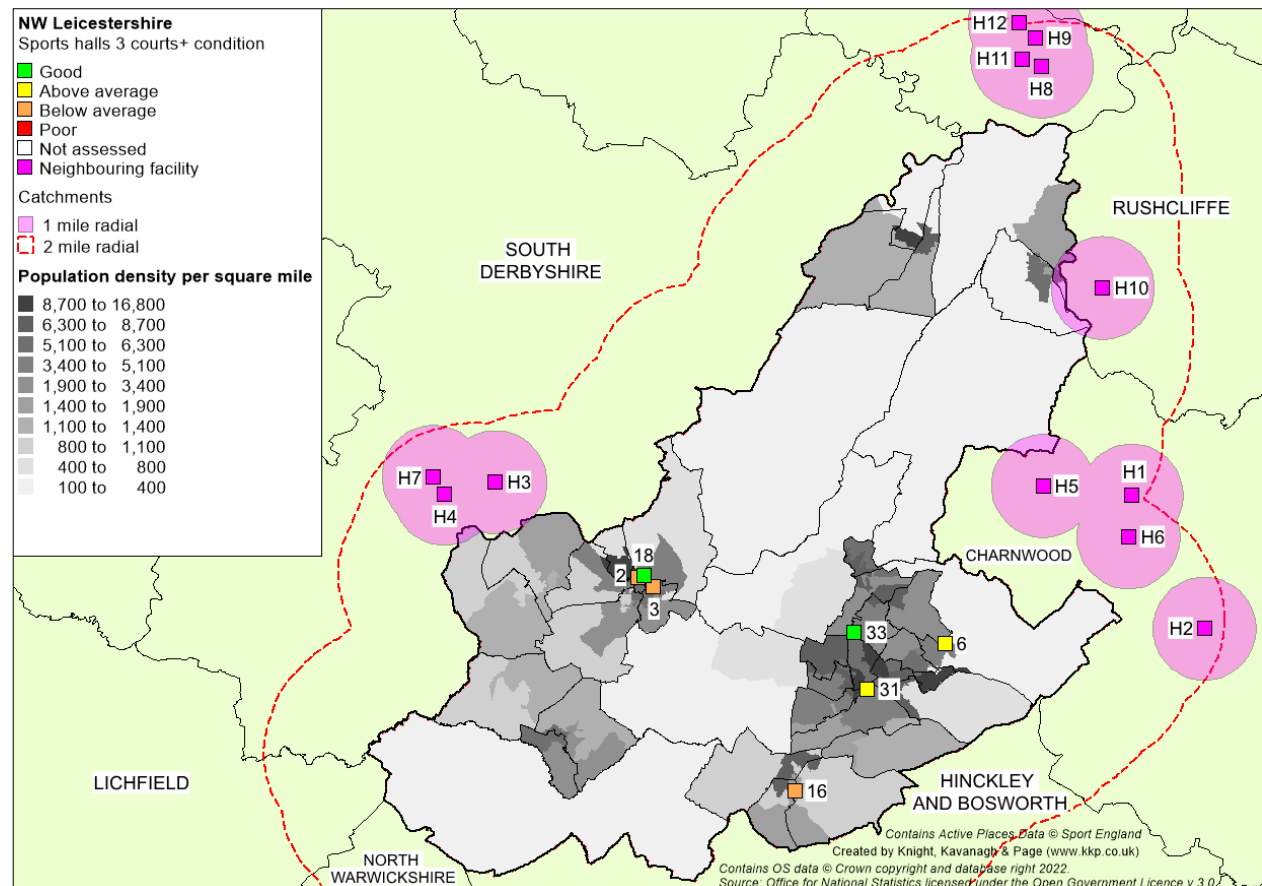 NW Leicestershire
Sports halls 3 courts+ condition
Good
Above average
Below average
Poor
Not assessed
Neighbouring facility
Catchments
1 mile radial
2 mile radial
Population density per square mile
8,700 to 16,800
6,300 to 8,700
5,100 to 6,300
3,400 to 5,100
1,900 to 3,400
1,400 to 1,900
1,100 to 1,400
800 to 1,100
400 to 800
100 to 400
H12
H9
H11
H8
RUSHCLIFFE
SOUTH
DERBYSHIRE
H10
H7
H3
H4
H5
H1
H6
CHARNWOOD
18
2
3
H2
33
6
31
LICHFIELD
16
HINCKLEY
AND BOSWORTH
NORTH
WARWICKSHIRE
Contains Active Places Data © Sport England
Created by Knight, Kavanagh & Page (www.kkp.co.uk)
Contains OS data © Crown copyright and database right 2022.
Source: Office for National Statistics licensed under the Open Government Licence v.3.0